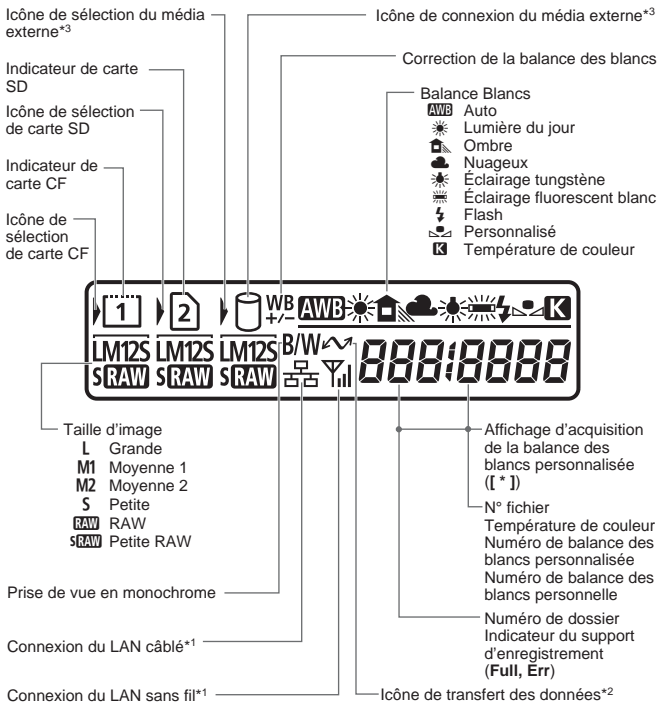 Icône de sélection du média
externe*3
Indicateur de carte
SD
Icône de sélection
de carte SD
Indicateur de
carte CF
Icône de
sélection
de carte CF
Icône de connexion du média externe*3
Correction de la balance des blancs
Balance Blancs
AWB Auto
Lumière du jour
Ombre
Nuageux
Éclairage tungstène
Éclairage fluorescent blanc
Flash
Personnalisé
K Température de couleur
1 2 WB +/- AWB K
LM12S LM12S LM12S B/W
S RAW S RAW S RAW 888:8888
Taille d'image
L Grande
M1 Moyenne 1
M2 Moyenne 2
S Petite
RAW RAW
SRAW Petite RAW
Prise de vue en monochrome
Connexion du LAN câblé*1
Connexion du LAN sans fil*1
Affichage d'acquisition
de la balance des
blancs personnalisée
([ * ])
N° fichier
Température de couleur
Numéro de balance des
blancs personnalisée
Numéro de balance des
blancs personnelle
Numéro de dossier
Indicateur du support
d'enregistrement
(Full, Err)
Icône de transfert des données*2